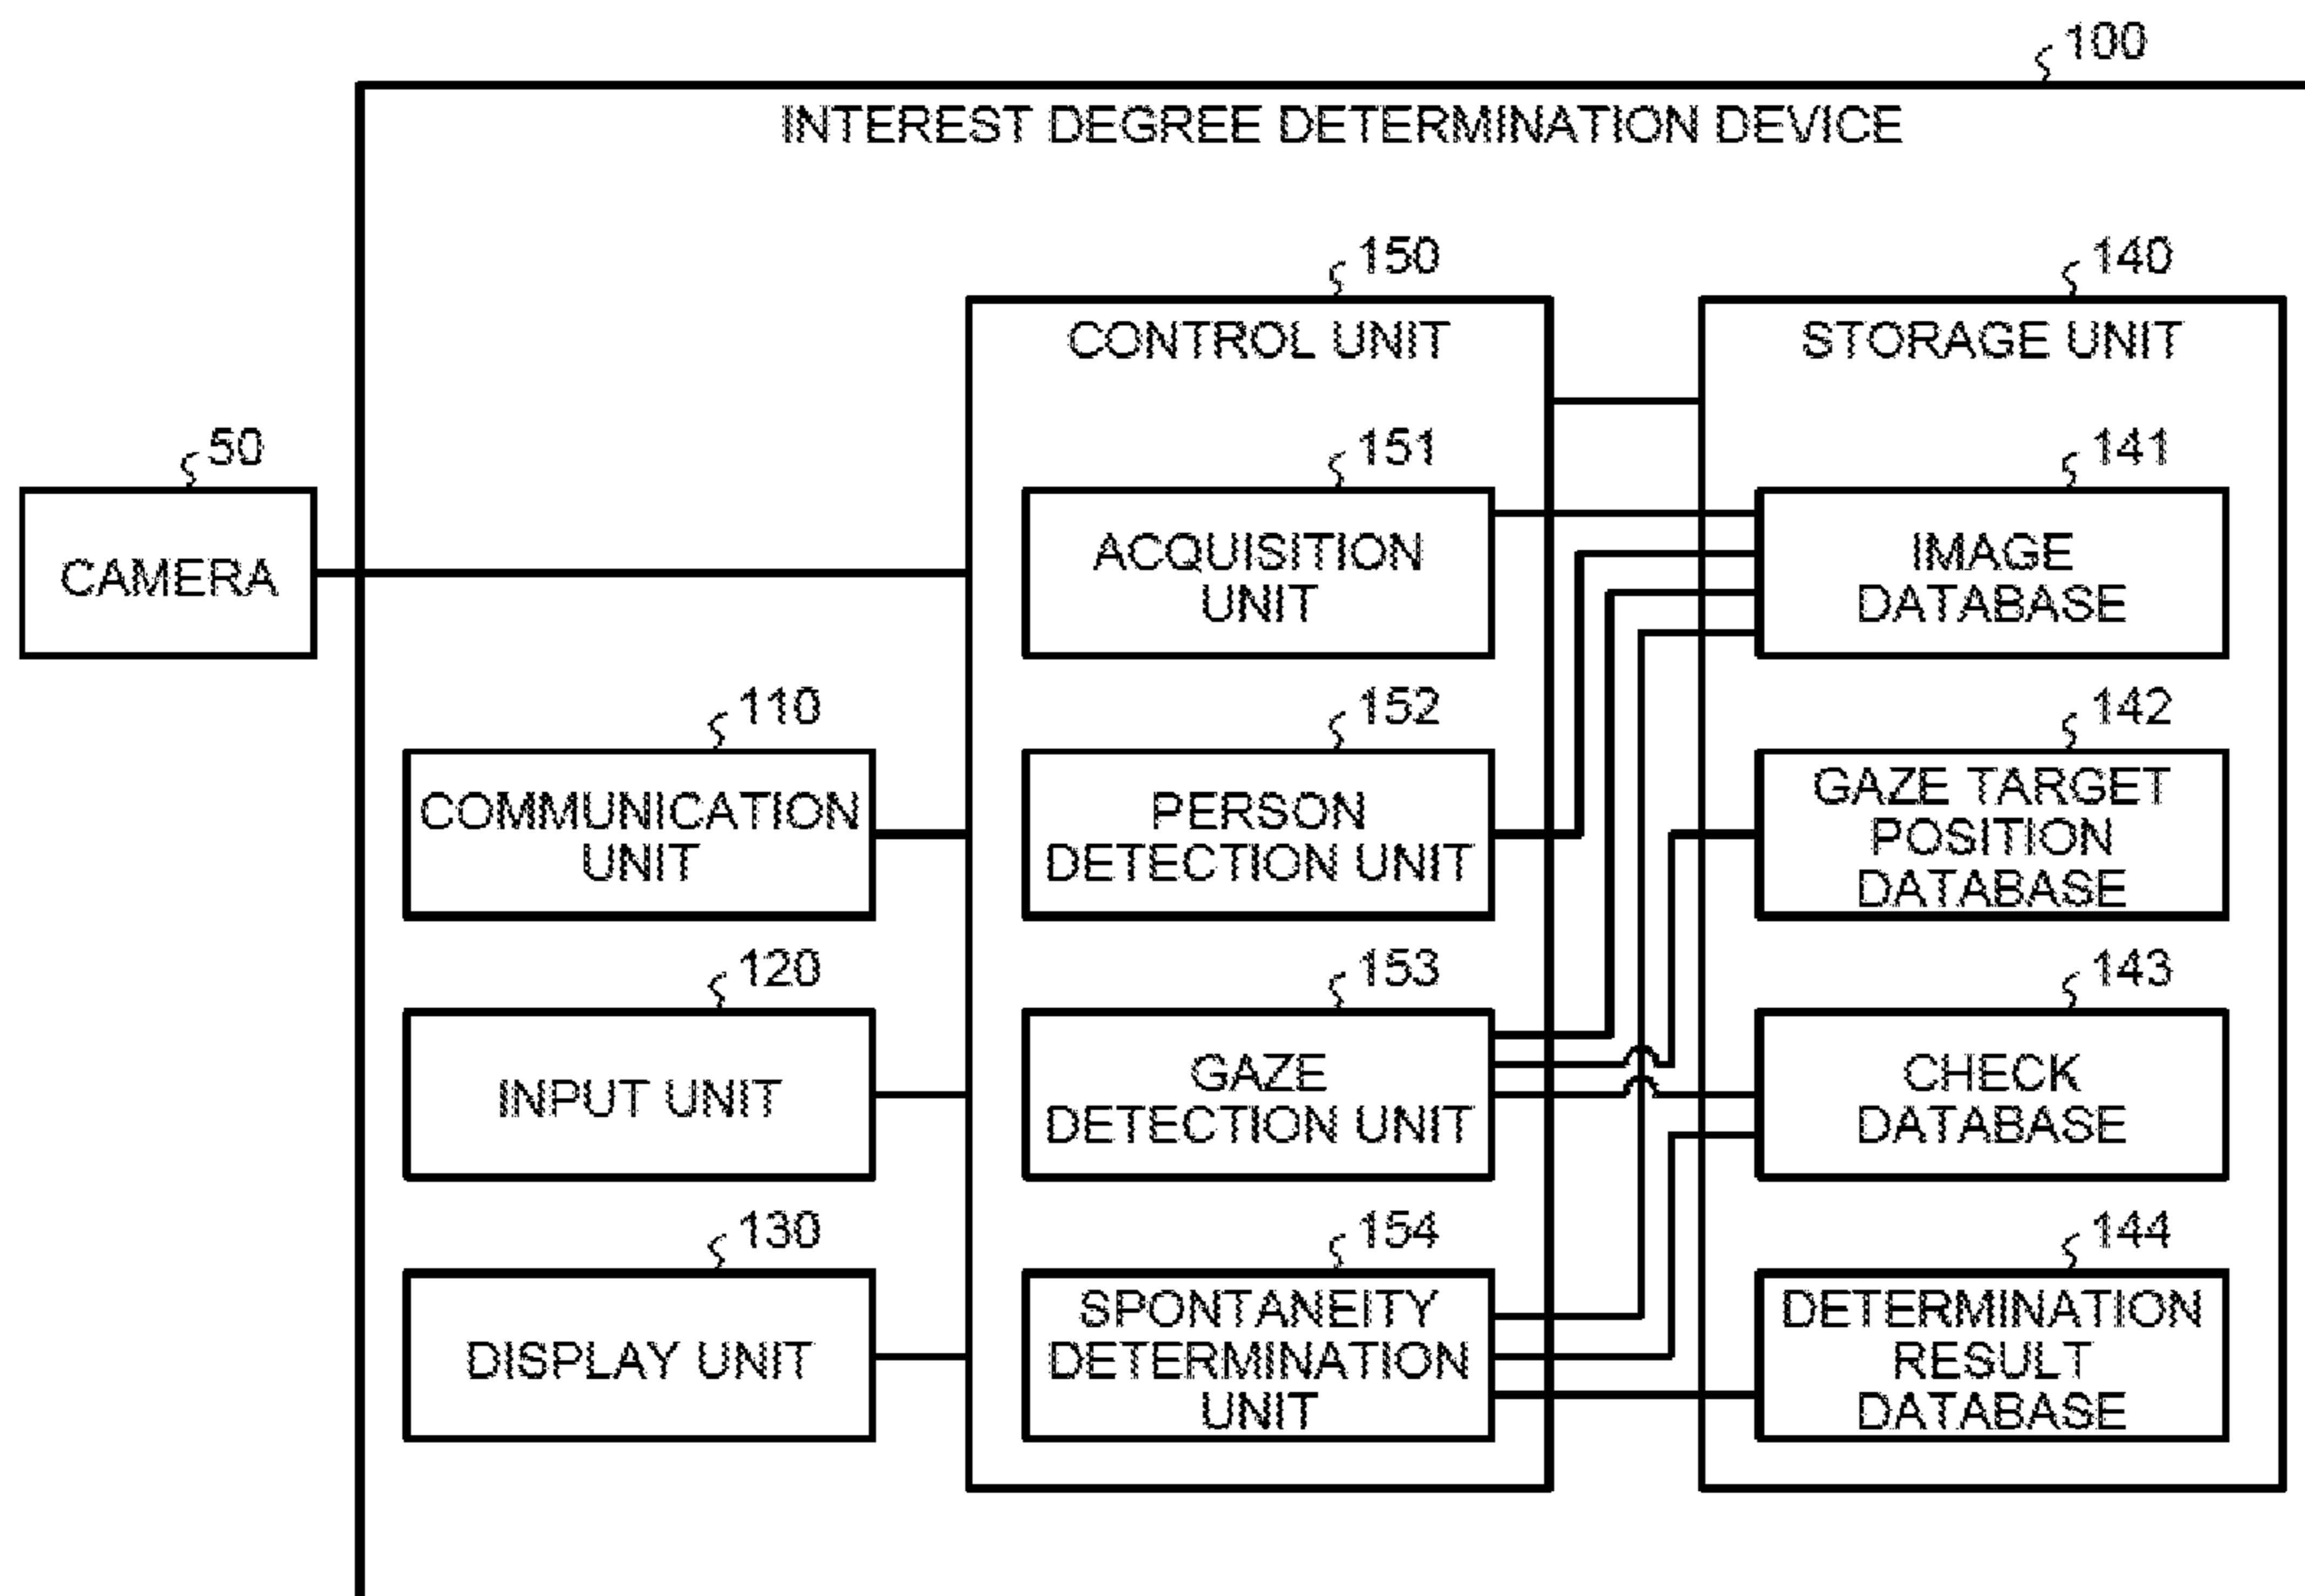 100
INTEREST DEGREE DETERMINATION DEVICE
150
140
CONTROL UNIT
STORAGE UNIT
50
151
141
CAMERA
ACQUISITION
UNIT
IMAGE
DATABASE
110
152
142
COMMUNICATION
UNIT
PERSON
DETECTION UNIT
GAZE TARGET
POSITION
DATABASE
120
153
143
INPUT UNIT
GAZE
DETECTION UNIT
CHECK
DATABASE
130
154
144
DISPLAY UNIT
SPONTANEITY
DETERMINATION
UNIT
DETERMINATION
RESULT
DATABASE